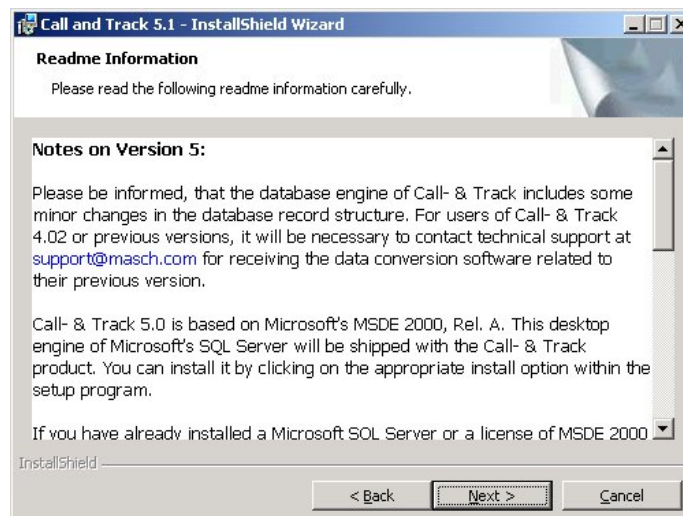 Call and Track 5.1 - InstallShield Wizard
Readme Information
Please read the following readme information carefully.
Notes on Version 5:
Please be informed, that the database engine of Call- & Track includes some
minor changes in the database record structure. For users of Call- & Track
4.02 or previous versions, it will be necessary to contact technical support at
support@masch.com for receiving the data conversion software related to
their previous version.
Call- & Track 5.0 is based on Microsoft's MSDE 2000, Rel. A. This desktop
engine of Microsoft's SQL Server will be shipped with the Call- & Track
product. You can install it by clicking on the appropriate install option within the
setup program.
If you have already installed a Microsoft SQL Server or a license of MSDE 2000
InstallShield
< Back Next > Cancel